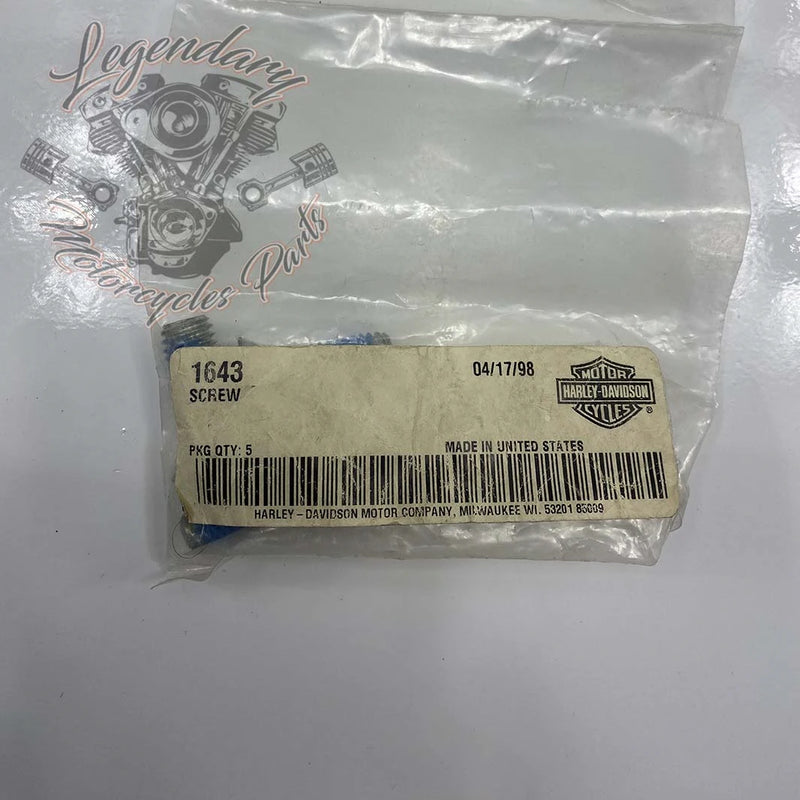 Legendary
Motorcycles Parts
1643
SCREW
04/17/98
MOTOR
HARLEY-DAVIDSON
CYCLES
®
PKG QTY: 5
MADE IN UNITED STATES
HARLEY-DAVIDSON MOTOR COMPANY, MILWAUKEE WI. 53201 85009